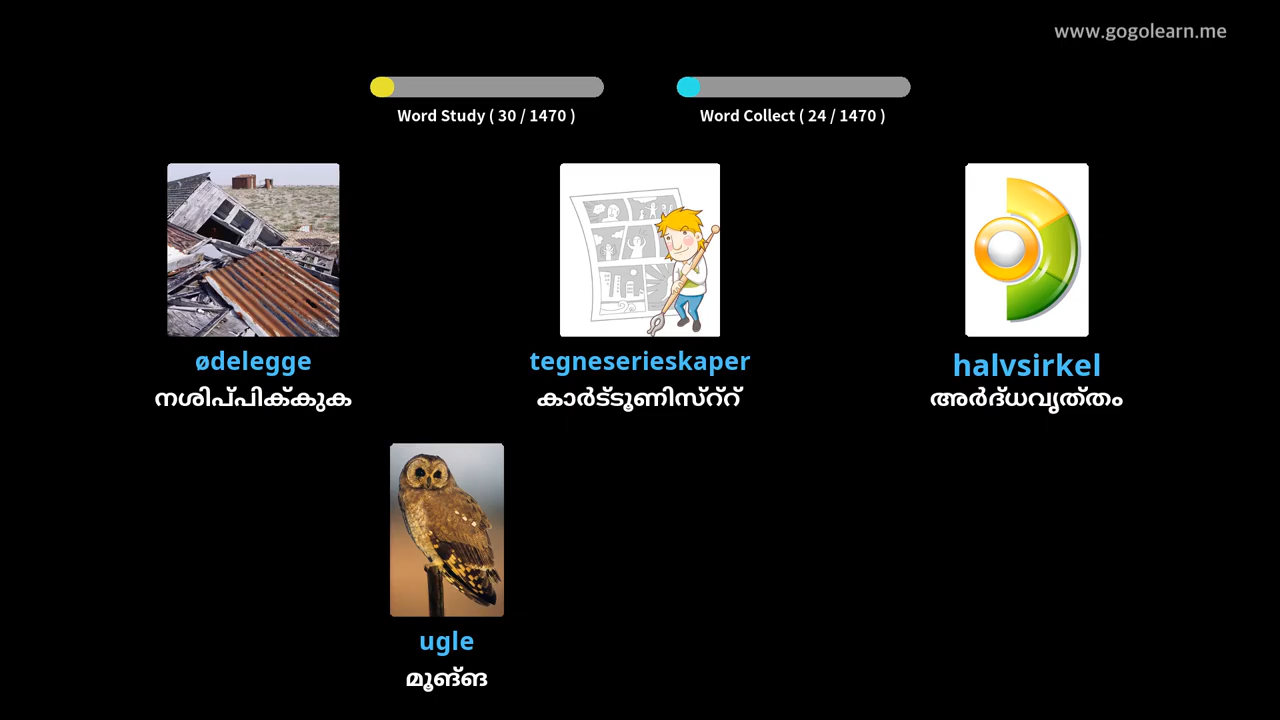 www.gogolearn.me
Word Study ( 30 / 1470 )
Word Collect ( 24 / 1470 )
ødelegge
നശിപ്പിക്കുക
tegneserieskaper
കാർട്ടൂണിസ്റ്റ്
halvsirkel
അർദ്ധവൃത്തം
ugle
മൂങ്ങ